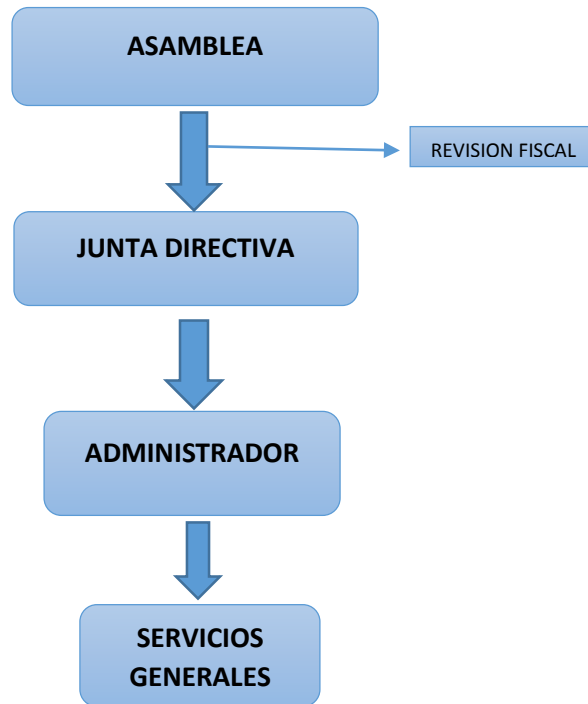 ASAMBLEA
REVISION FISCAL
JUNTA DIRECTIVA
ADMINISTRADOR
SERVICIOS
GENERALES